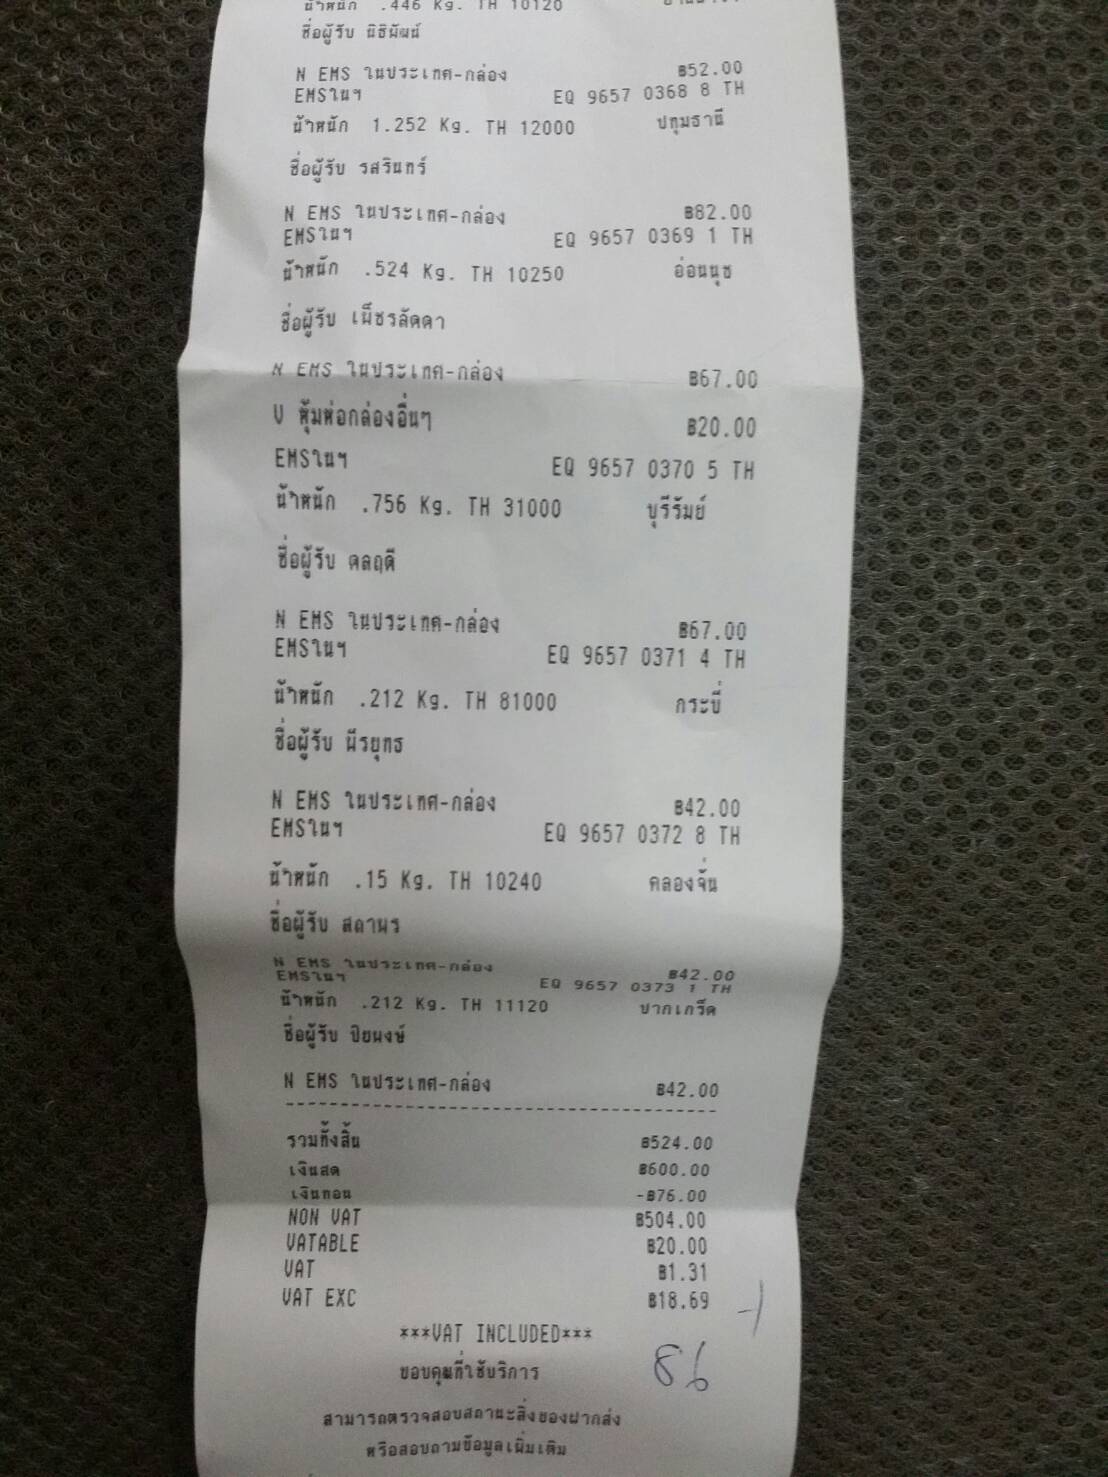 น้ำหนัก .446 Kg. TH 10120
ชื่อผู้รับ นิธิพัฒน์
N EMS ในประเทศ-กล่อง ฿52.00
EMSในฯ EQ 9657 0368 8 TH
น้ำหนัก 1.252 Kg. TH 12000 ปทุมธานี
ชื่อผู้รับ รสรินทร์
N EMS ในประเทศ-กล่อง ฿82.00
EMSในฯ EQ 9657 0369 1 TH
น้ำหนัก .524 Kg. TH 10250 อ่อนนุช
ชื่อผู้รับ เพ็ชรลัดดา
N EMS ในประเทศ-กล่อง ฿67.00
V หุ้มห่อกล่องอื่นๆ ฿20.00
EMSในฯ EQ 9657 0370 5 TH
น้ำหนัก .756 Kg. TH 31000 บุรีรัมย์
ชื่อผู้รับ ดลฤดี
N EMS ในประเทศ-กล่อง ฿67.00
EMSในฯ EQ 9657 0371 4 TH
น้ำหนัก .212 Kg. TH 81000 กระบี่
ชื่อผู้รับ พีรยุทธ
N EMS ในประเทศ-กล่อง ฿42.00
EMSในฯ EQ 9657 0372 8 TH
น้ำหนัก .15 Kg. TH 10240 คลองจั่น
ชื่อผู้รับ สถาพร
N EMS ในประเทศ-กล่อง ฿42.00
EMSในฯ EQ 9657 0373 1 TH
น้ำหนัก .212 Kg. TH 11120 ปากเกร็ด
ชื่อผู้รับ ปิยพงษ์
N EMS ในประเทศ-กล่อง ฿42.00
รวมทั้งสิ้น ฿524.00
เงินสด ฿600.00
เงินทอน -฿76.00
NON VAT ฿504.00
VATABLE ฿20.00
VAT ฿1.31
VAT EXC ฿18.69
***VAT INCLUDED***
ขอบคุณที่ใช้บริการ
สามารถตรวจสอบสถานะสิ่งของฝากส่ง
หรือสอบถามข้อมูลเพิ่มเติม